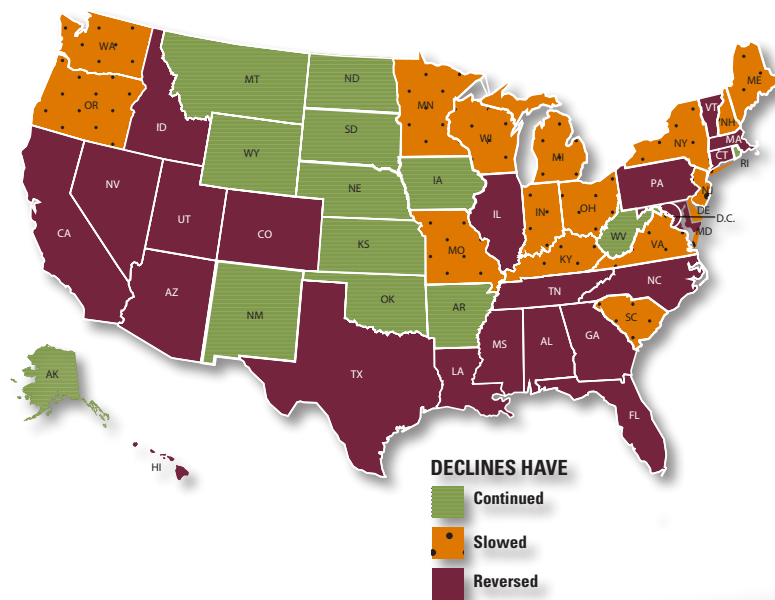 WA
ME
MT
ND
VT
OR
MN
NH
ID
WI
NY
MA
SD
CT
WY
MI
RI
PA
IA
NV
NE
NJ
OH
DE
IL
IN
D.C.
UT
CA
CO
WV
MD
VA
KS
MO
KY
NC
AZ
TN
OK
NM
AR
SC
MS
AL
GA
TX
LA
AK
FL
HI
DECLINES HAVE
Continued
Slowed
Reversed